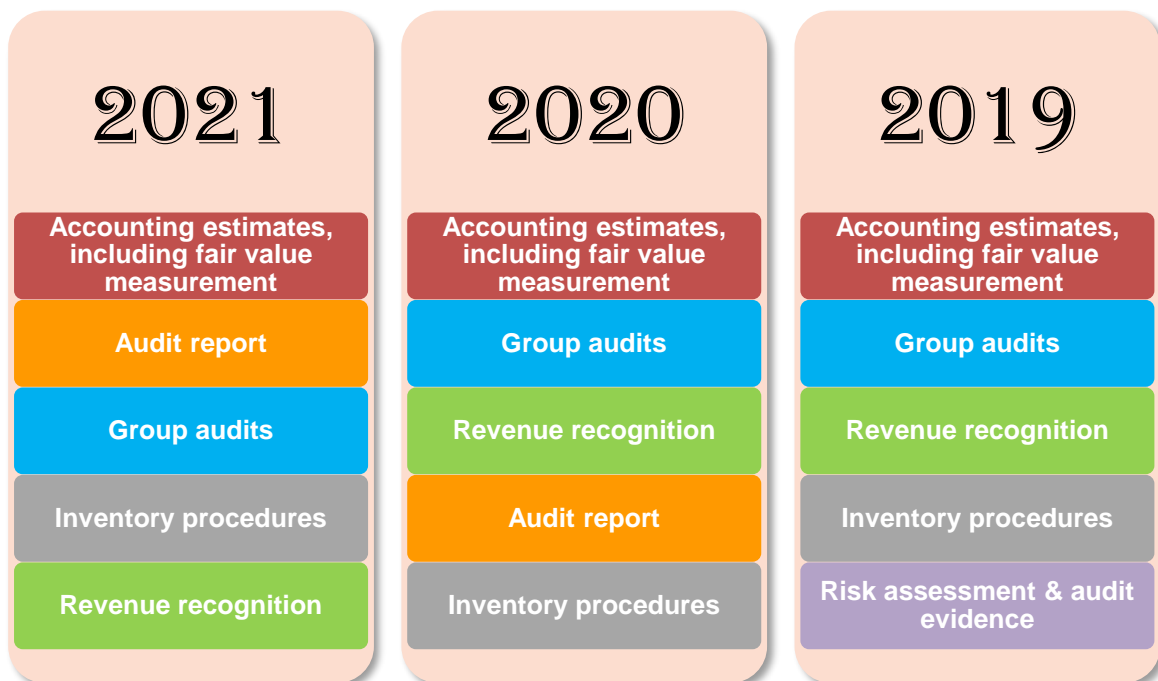 2021
Accounting estimates,
including fair value
measurement
Audit report
Group audits
Inventory procedures
Revenue recognition
2020
Accounting estimates,
including fair value
measurement
Group audits
Revenue recognition
Audit report
Inventory procedures
2019
Accounting estimates,
including fair value
measurement
Group audits
Revenue recognition
Inventory procedures
Risk assessment & audit
evidence